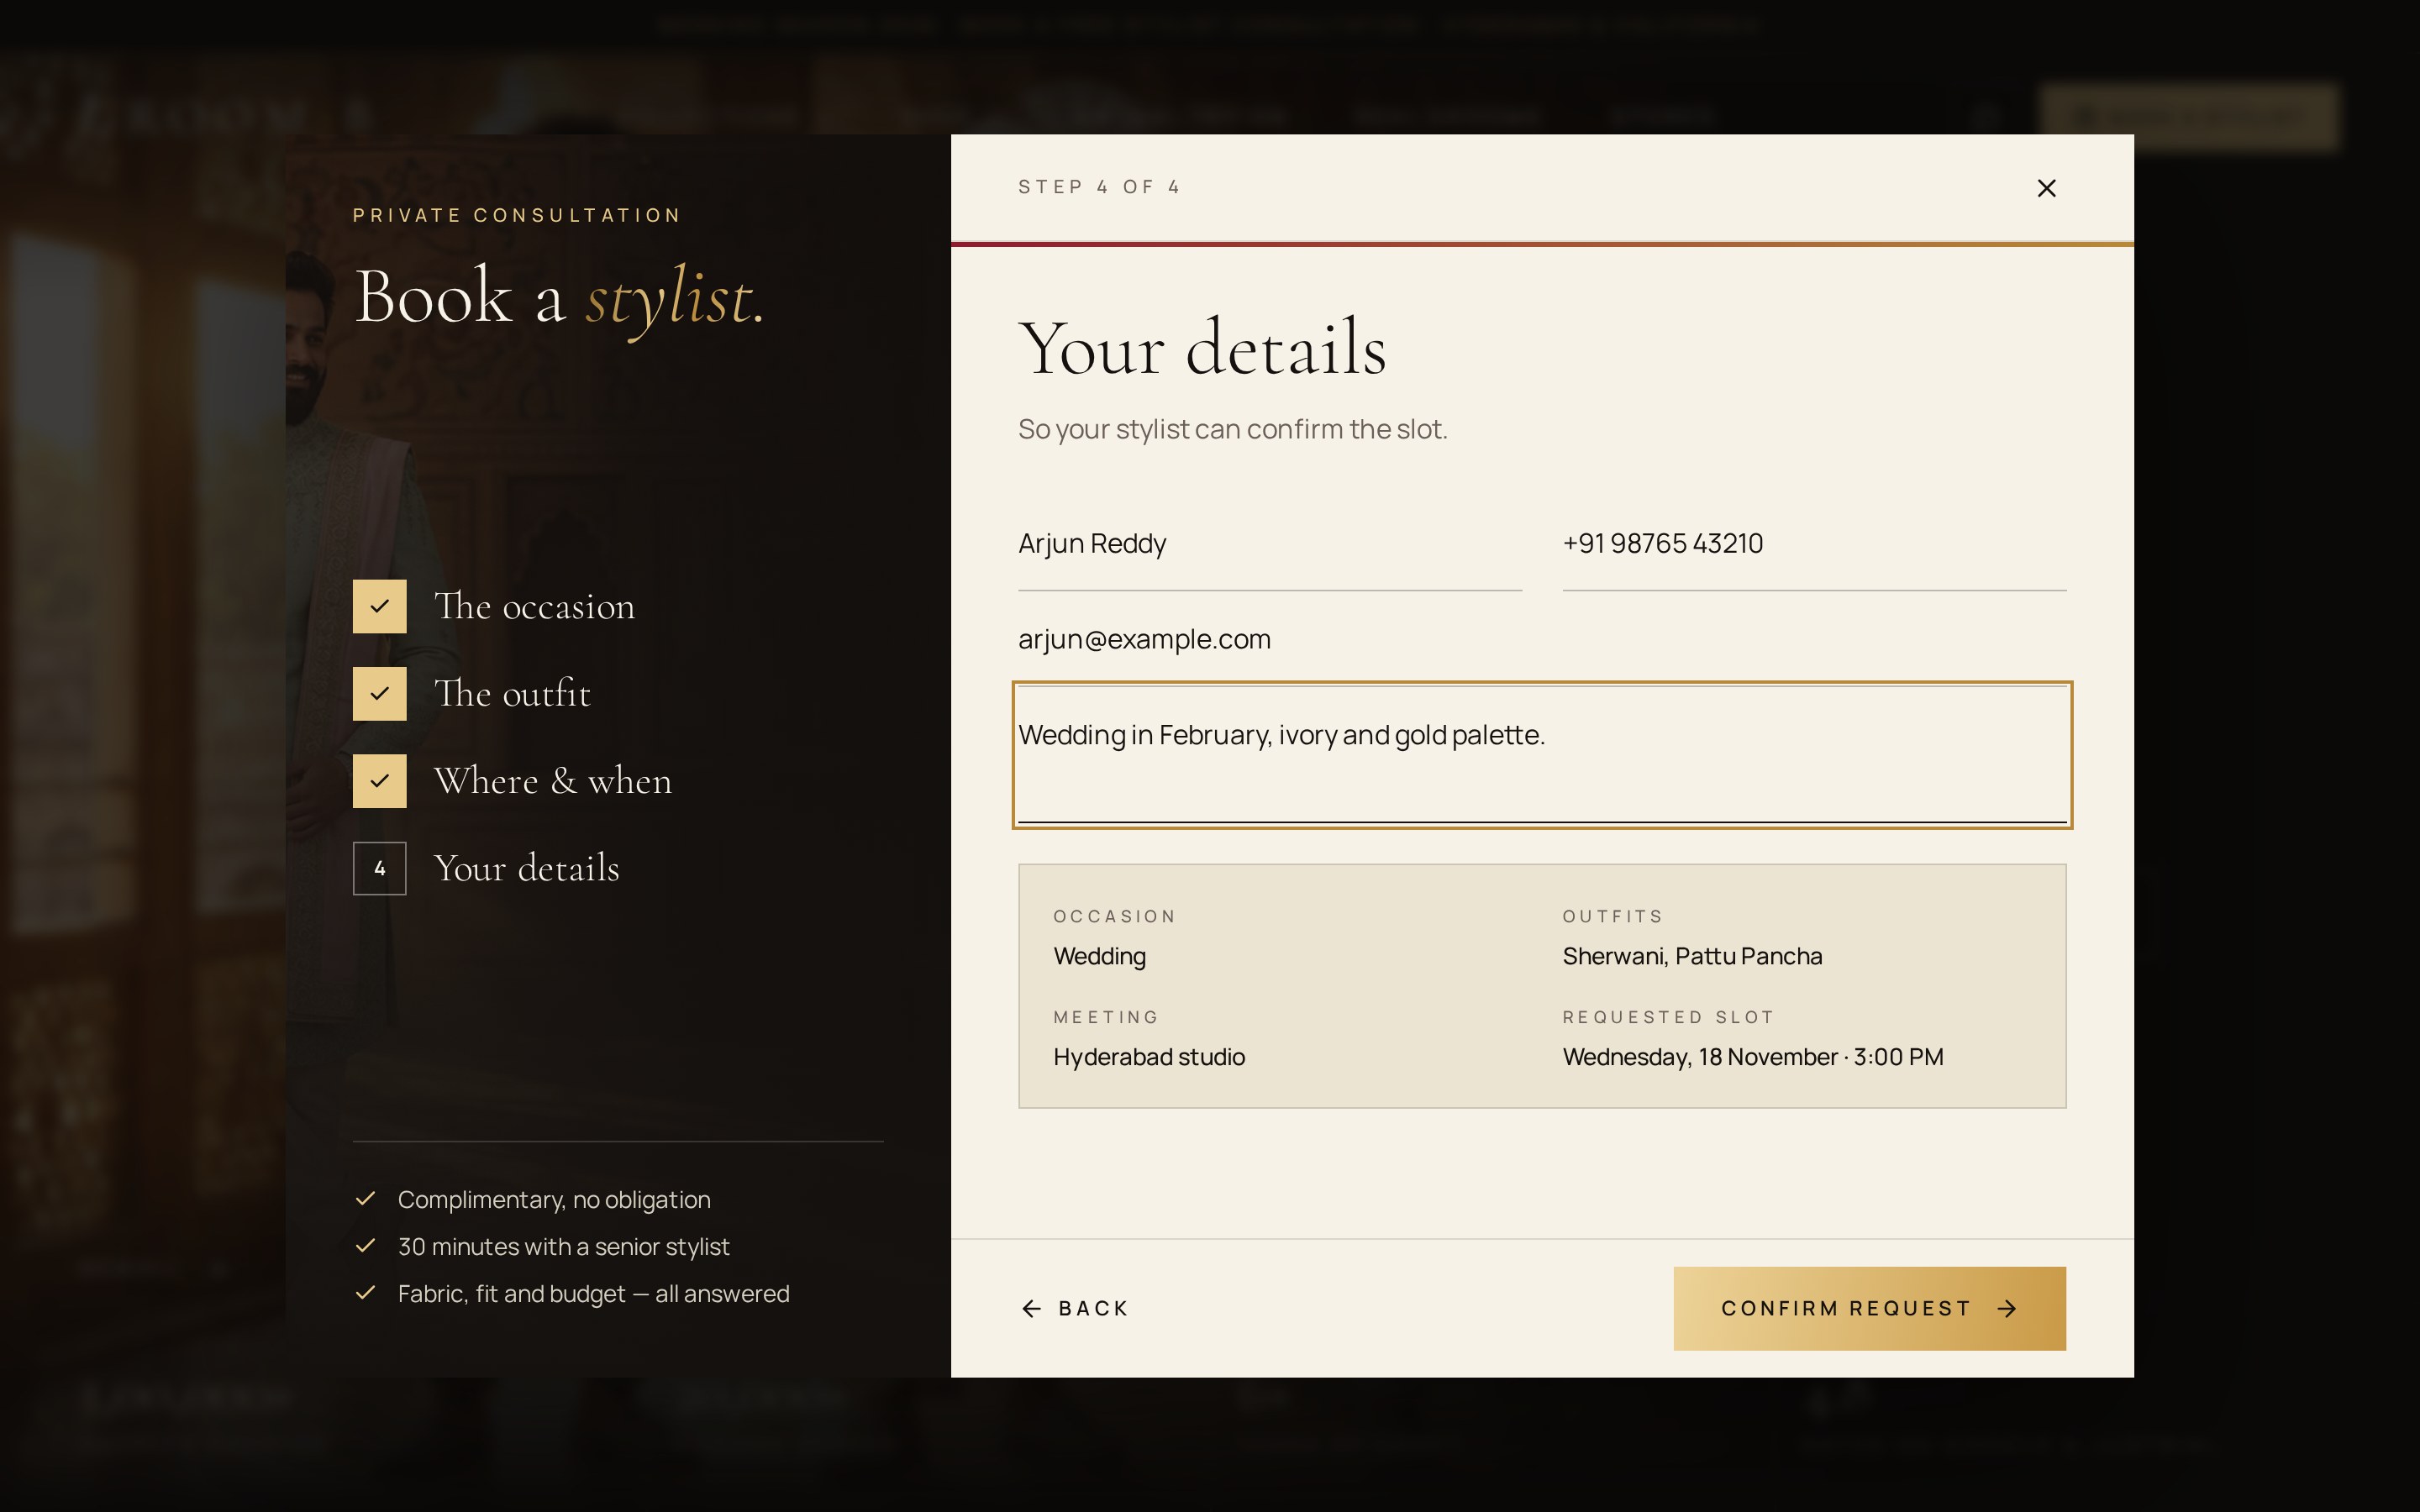 PRIVATE CONSULTATION
Book a stylist.
The occasion
The outfit
Where & when
4 Your details
Complimentary, no obligation
30 minutes with a senior stylist
Fabric, fit and budget — all answered
STEP 4 OF 4
Your details
So your stylist can confirm the slot.
Arjun Reddy +91 98765 43210
arjun@example.com
Wedding in February, ivory and gold palette.
OCCASION OUTFITS
Wedding Sherwani, Pattu Pancha
MEETING REQUESTED SLOT
Hyderabad studio Wednesday, 18 November · 3:00 PM
BACK CONFIRM REQUEST